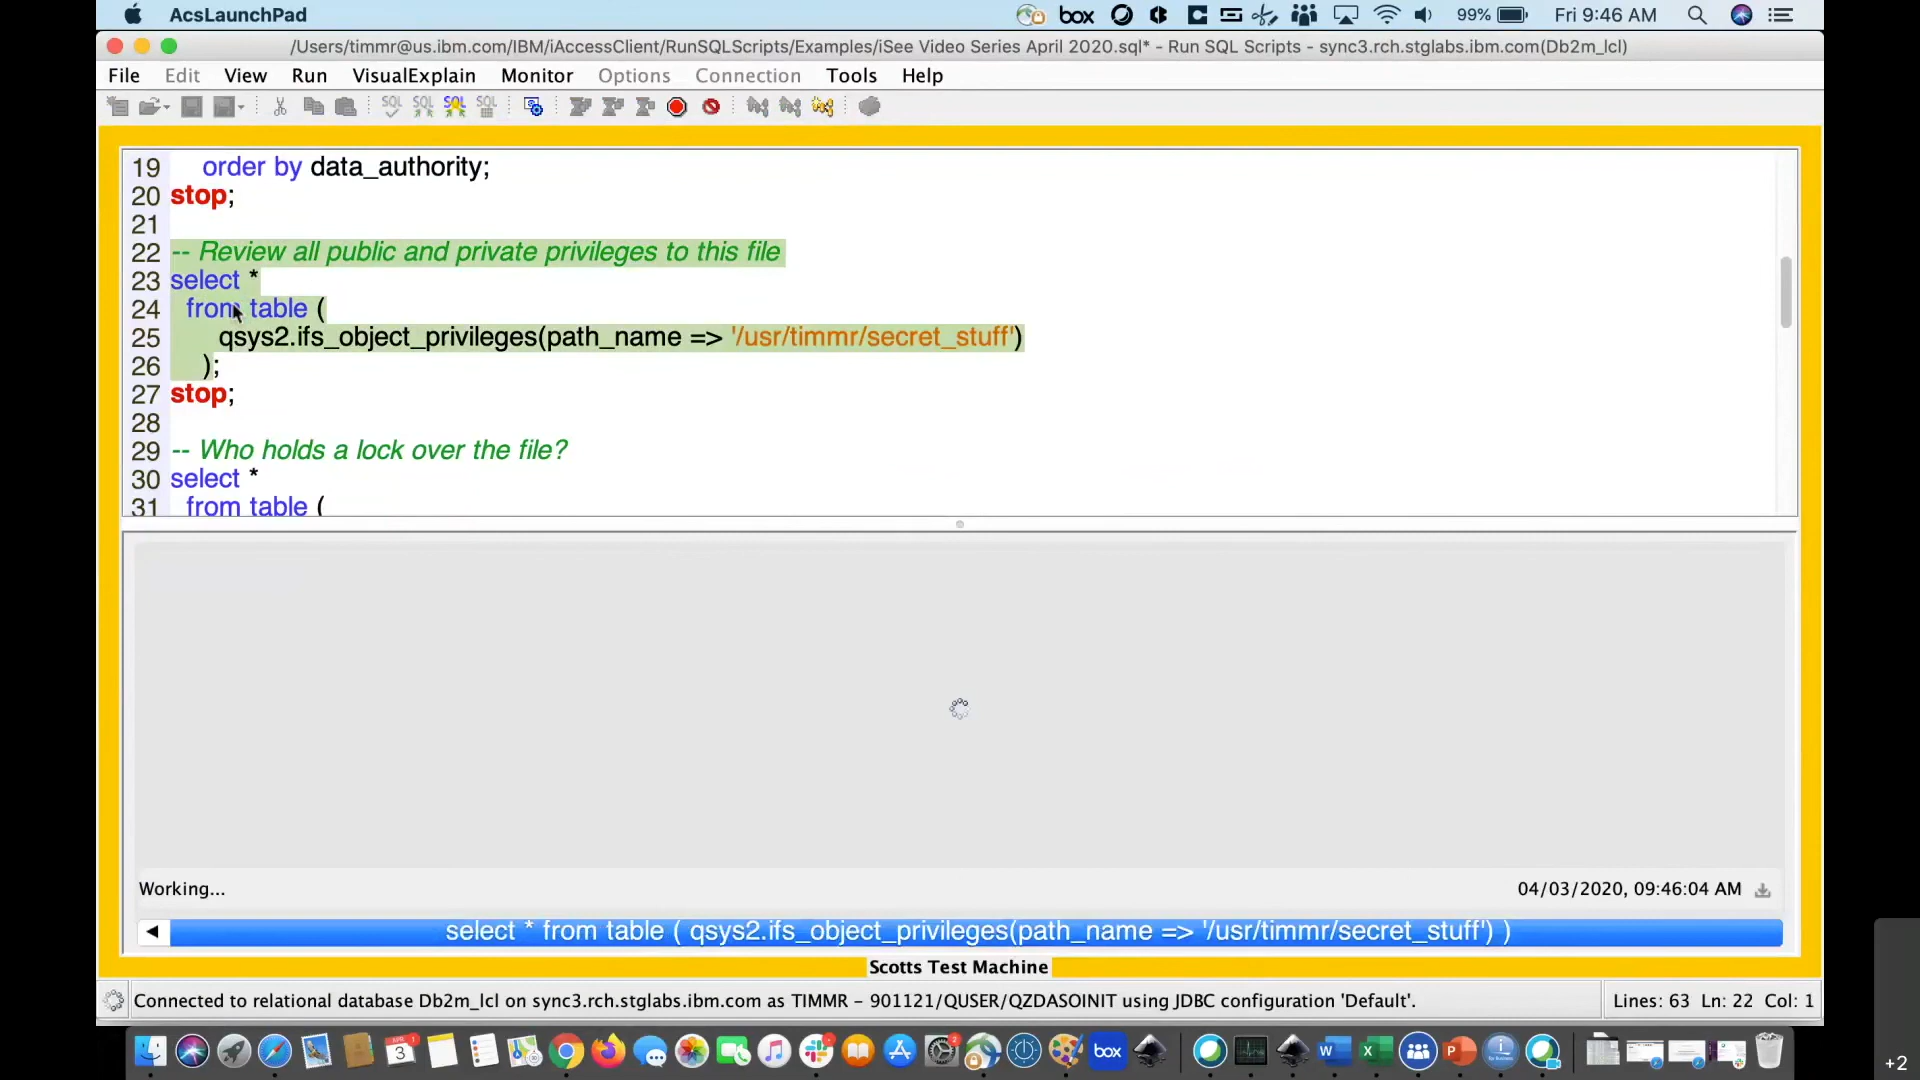 AcsLaunchPad
box
99%
Fri 9:46 AM
/Users/timmr@us.ibm.com/IBM/iAccessClient/RunSQLScripts/Examples/iSee Video Series April 2020.sql* - Run SQL Scripts - sync3.rch.stglabs.ibm.com(Db2m_lcl)
File Edit View Run VisualExplain Monitor Options Connection Tools Help
SQL SQL SQL SQL
19 order by data_authority;
20 stop;
21
22 -- Review all public and private privileges to this file
23 select *
24 from table (
25 qsys2.ifs_object_privileges(path_name => '/usr/timmr/secret_stuff')
26 );
27 stop;
28
29 -- Who holds a lock over the file?
30 select *
31 from table (
Working...
04/03/2020, 09:46:04 AM
select * from table ( qsys2.ifs_object_privileges(path_name => '/usr/timmr/secret_stuff') )
Scotts Test Machine
Connected to relational database Db2m_lcl on sync3.rch.stglabs.ibm.com as TIMMR - 901121/QUSER/QZDASOINIT using JDBC configuration 'Default'.
Lines: 63 Ln: 22 Col: 1
APR
3
box
W
X
P
+2